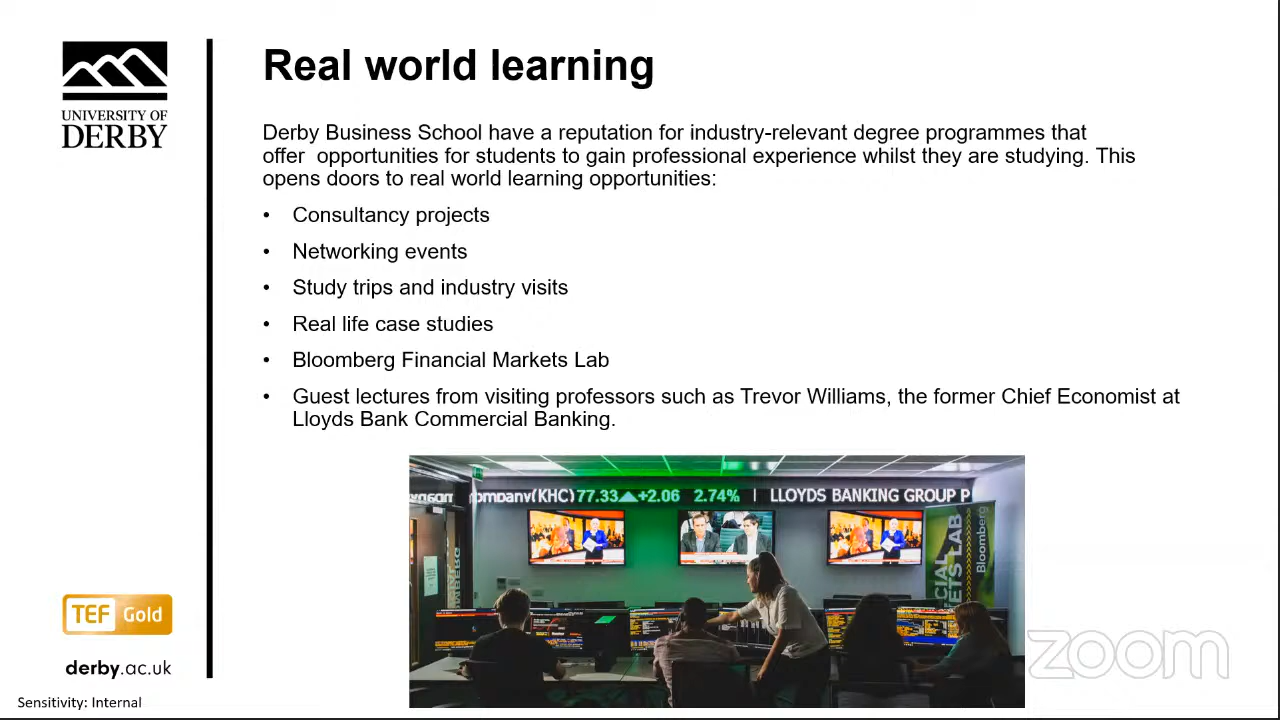 Real world learning
UNIVERSITY OF
DERBY
Derby Business School have a reputation for industry-relevant degree programmes that
offer  opportunities for students to gain professional experience whilst they are studying. This
opens doors to real world learning opportunities:
• Consultancy projects
• Networking events
• Study trips and industry visits
• Real life case studies
• Bloomberg Financial Markets Lab
• Guest lectures from visiting professors such as Trevor Williams, the former Chief Economist at
Lloyds Bank Commercial Banking.
ompany(KHC)77.33▲+2.06 2.74% | LLOYDS BANKING GROUP P
Bloomberg
TEF Gold
zoom
derby.ac.uk
Sensitivity: Internal